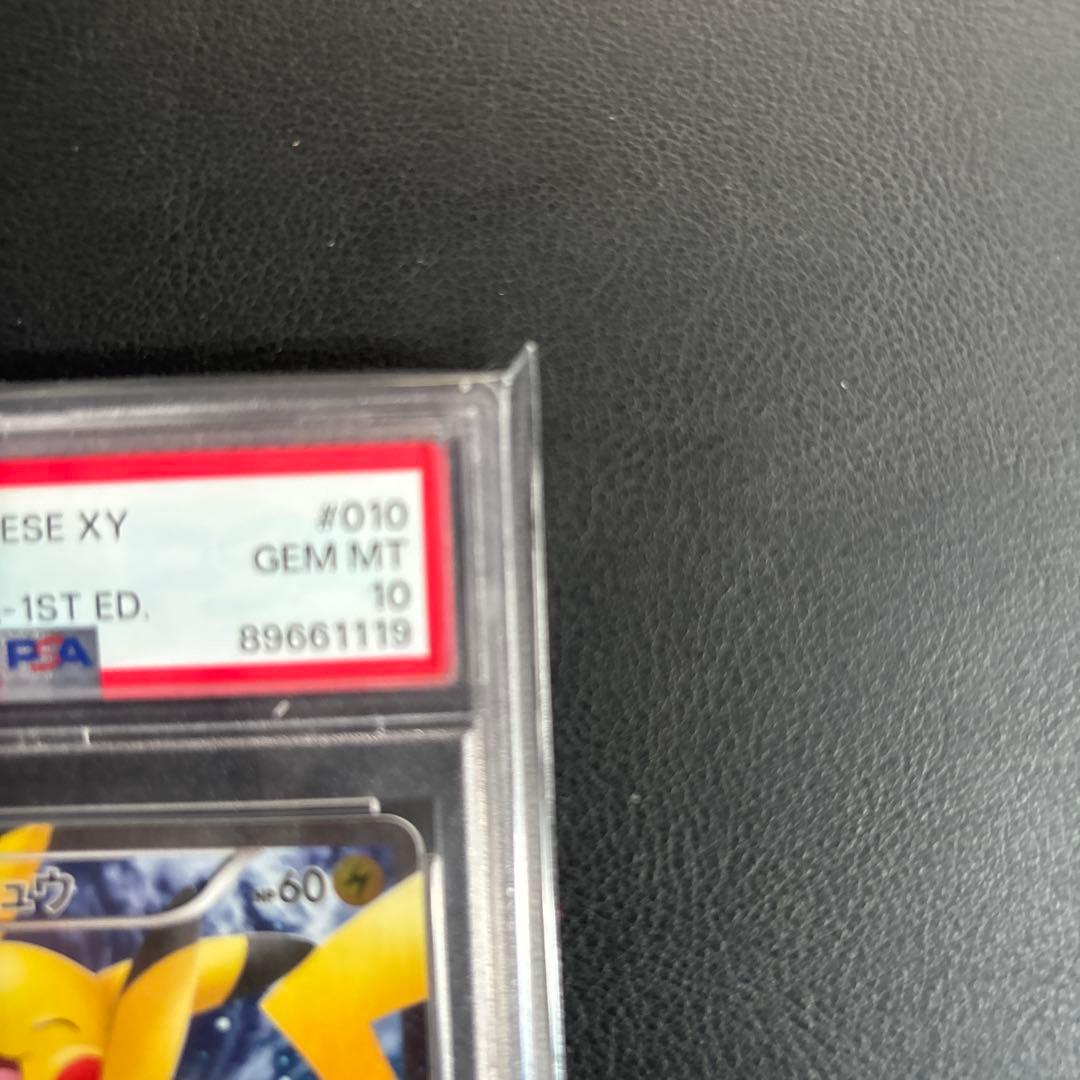 ESE XY #010
GEM MT
-1ST ED. 10
89661119
PSA
ュウ HP60